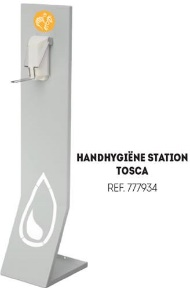 HANDHYGIËNE STATION
TOSCA
REF. 777934